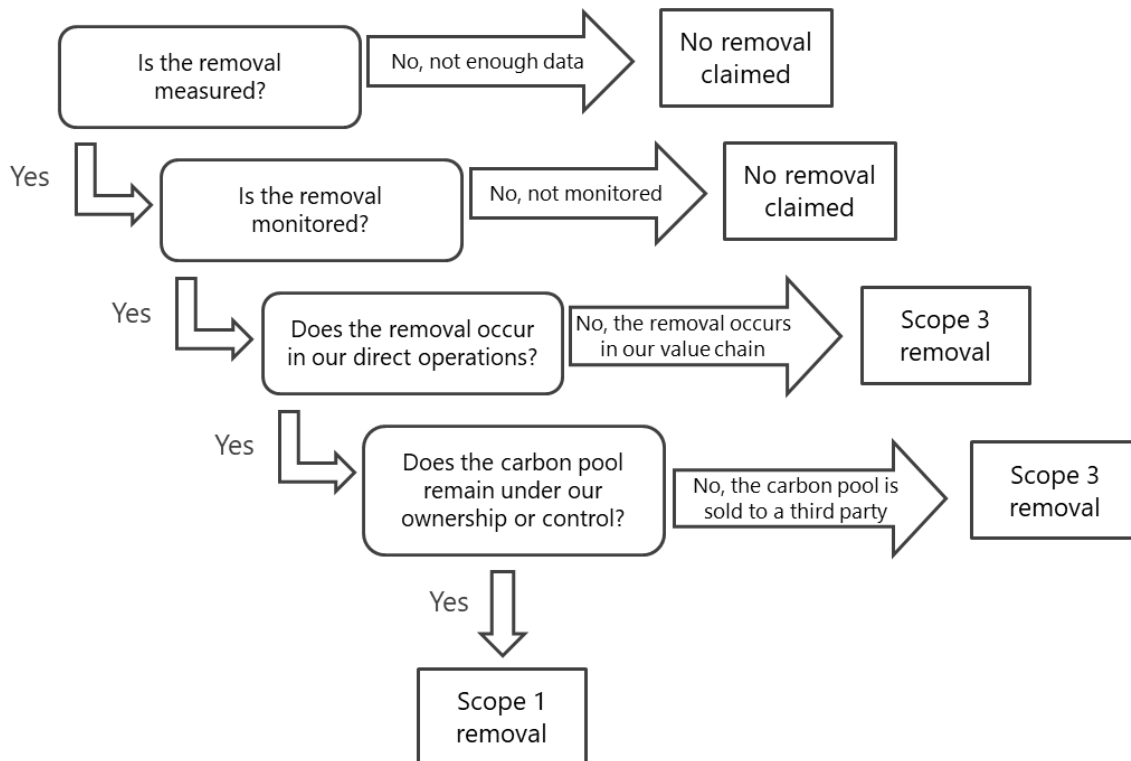 Is the removal
measured?
No, not enough data
No removal
claimed
Yes
Is the removal
monitored?
No, not monitored
No removal
claimed
Yes
Does the removal occur
in our direct operations?
No, the removal occurs
in our value chain
Scope 3
removal
Yes
Does the carbon pool
remain under our
ownership or control?
No, the carbon pool is
sold to a third party
Scope 3
removal
Yes
Scope 1
removal